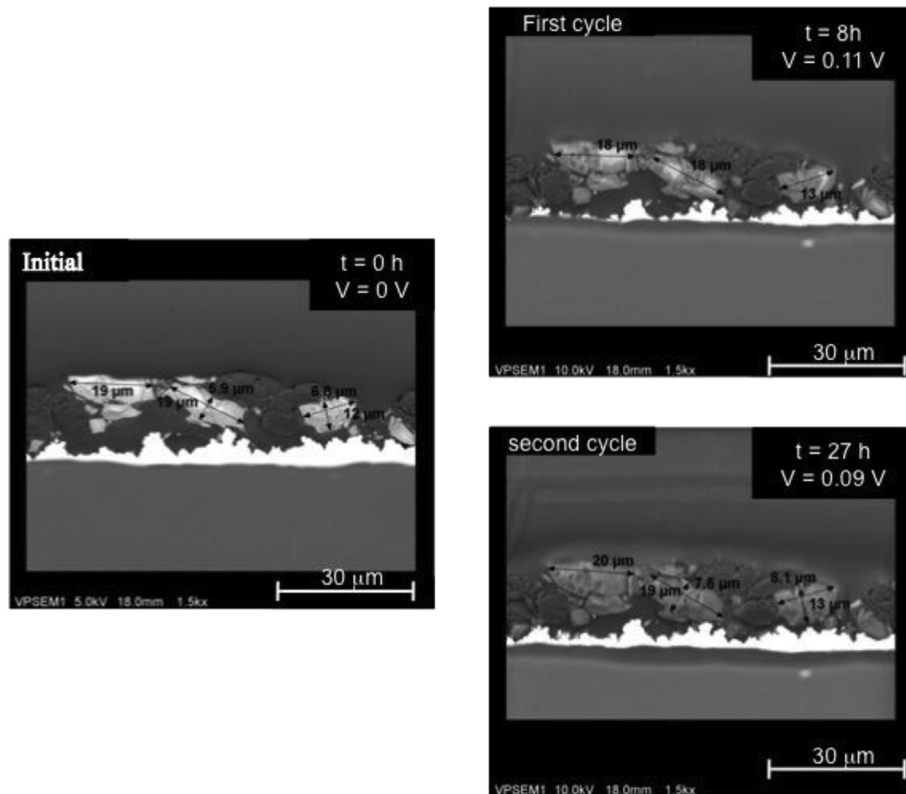 First cycle
t = 8h
V = 0.11 V
18 µm
18 µm
13 µm
30 µm
VPSEM1 10.0kV 18.0mm 1.5kx
Initial
t = 0 h
V = 0 V
5.9 µm
19 µm
19 µm
6.8 µm
12 µm
30 µm
VPSEM1 5.0kV 18.0mm 1.5kx
second cycle
t = 27 h
V = 0.09 V
20 µm
7.6 µm
19 µm
8.1 µm
13 µm
30 µm
VPSEM1 10.0kV 18.0mm 1.5kx